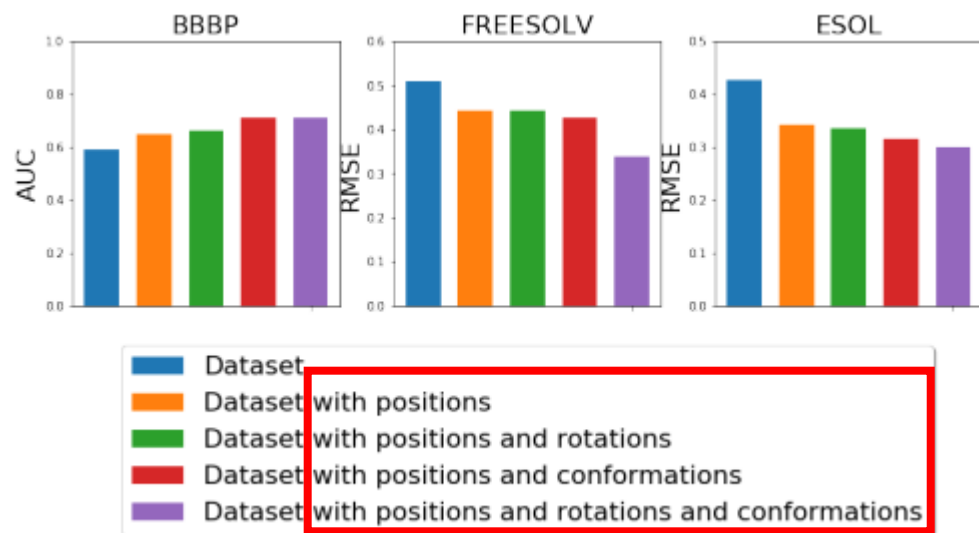 BBBP
FREESOLV
ESOL
1.0
0.8
0.6
0.4
0.2
0.0
AUC
0.6
0.5
0.4
0.3
0.2
0.1
0.0
RMSE
0.5
0.4
0.3
0.2
0.1
0.0
RMSE
Dataset
Dataset with positions
Dataset with positions and rotations
Dataset with positions and conformations
Dataset with positions and rotations and conformations